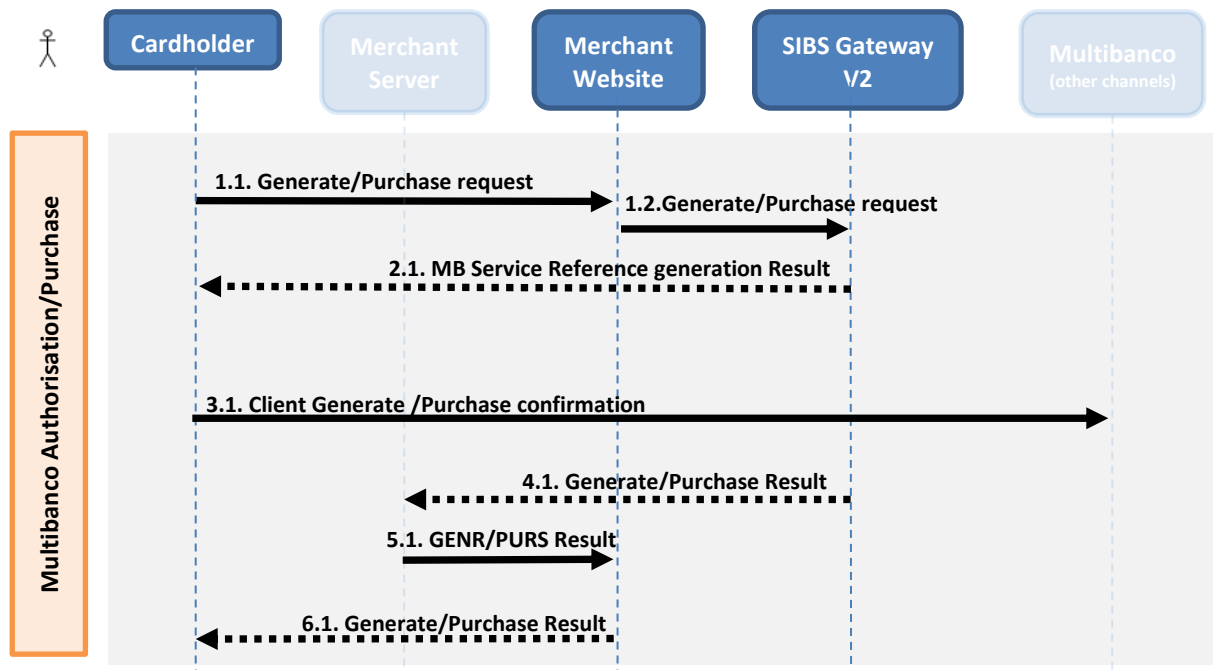 Cardholder
Merchant
Server
Merchant
Website
SIBS Gateway
V2
Multibanco
(other channels)
Multibanco Authorisation/Purchase
1.1. Generate/Purchase request
1.2.Generate/Purchase request
2.1. MB Service Reference generation Result
3.1. Client Generate /Purchase confirmation
4.1. Generate/Purchase Result
5.1. GENR/PURS Result
6.1. Generate/Purchase Result